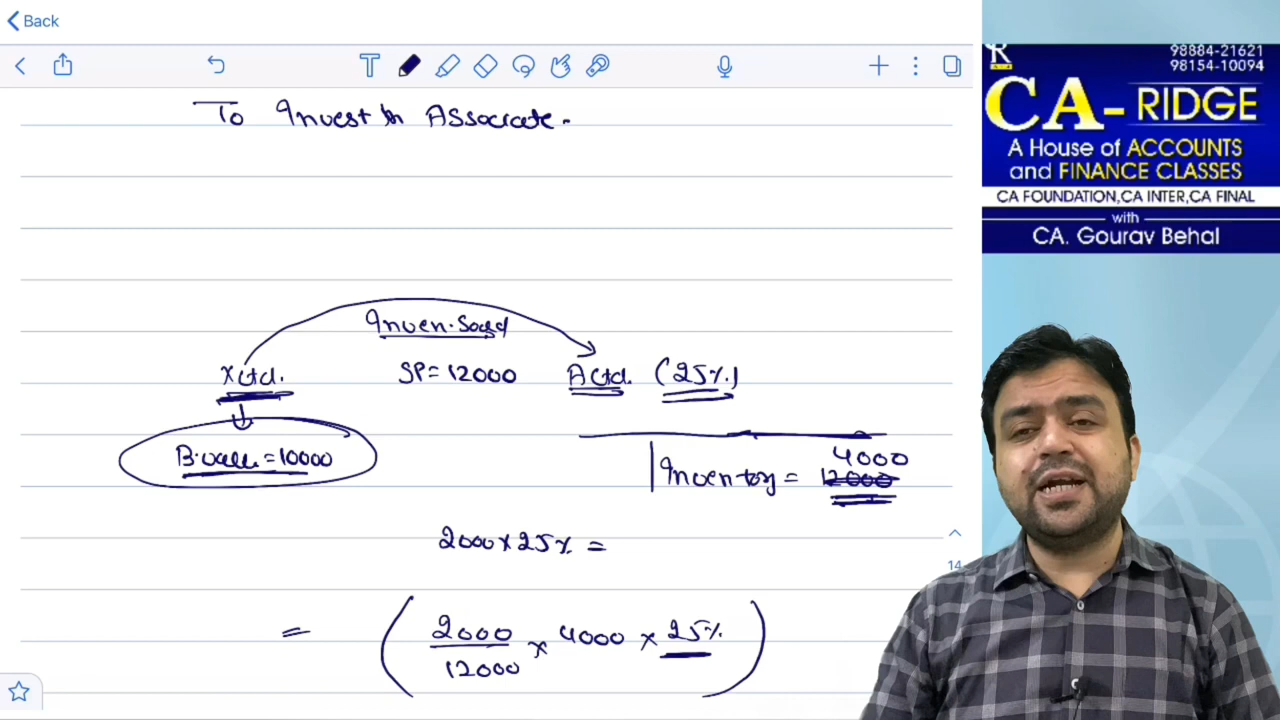 Back
98884-21621
98154-10094
CA- RIDGE
A House of ACCOUNTS
and FINANCE CLASSES
CA FOUNDATION,CA INTER,CA FINAL
with
CA. Gourav Behal
To Invest In Associate.
Inven. Soad
X Ltd. SP = 12000 A Ltd. (25%)
B. value = 10000
4000
Inventory = 12000
2000 x 25% =
14
= ( 2000 / 12000 x 4000 x 25% )